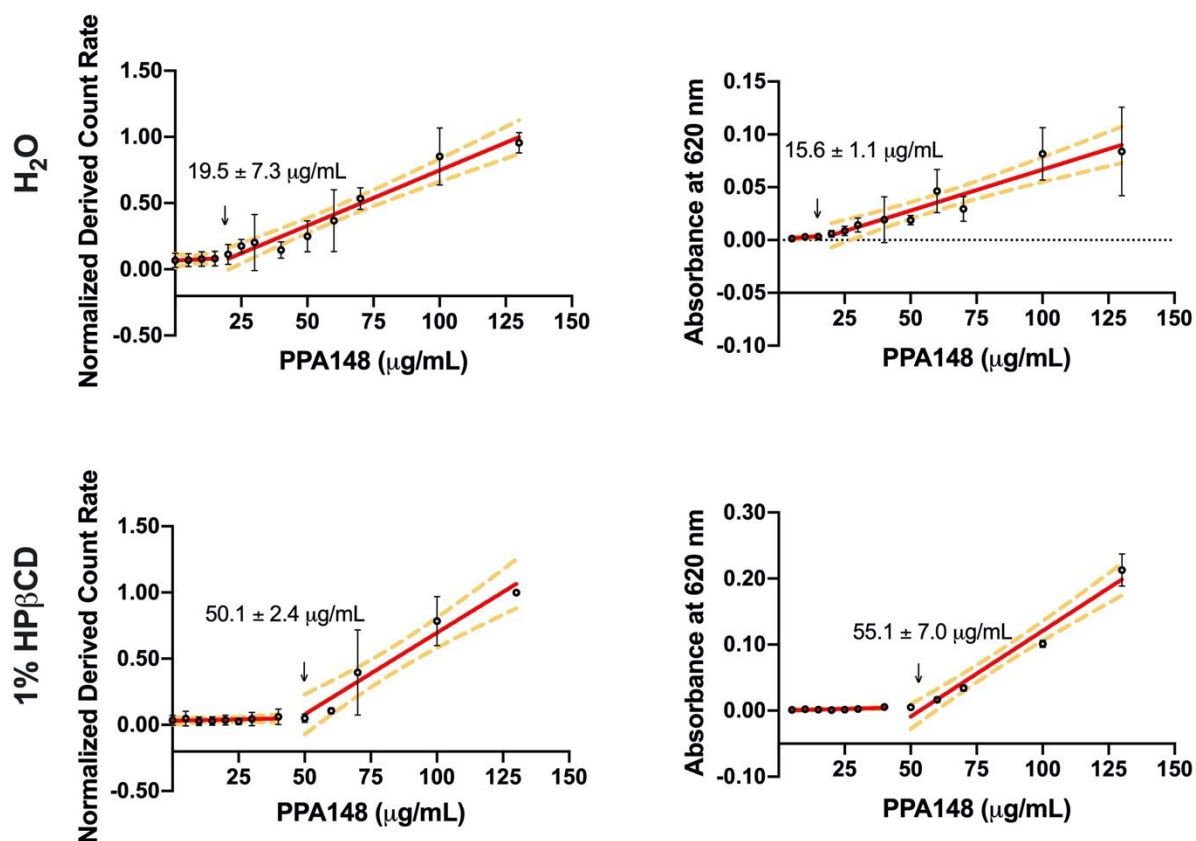 H₂O
Normalized Derived Count Rate
1.50
1.00
0.50
0.00
-0.50
19.5 ± 7.3 μg/mL
25 50 75 100 125 150
PPA148 (μg/mL)
Absorbance at 620 nm
0.15
0.10
0.05
0.00
-0.05
-0.10
15.6 ± 1.1 μg/mL
25 50 75 100 125 150
PPA148 (μg/mL)
1% HPβCD
Normalized Derived Count Rate
1.50
1.00
0.50
0.00
-0.50
50.1 ± 2.4 μg/mL
25 50 75 100 125 150
PPA148 (μg/mL)
Absorbance at 620 nm
0.30
0.20
0.10
0.00
-0.10
55.1 ± 7.0 μg/mL
25 50 75 100 125 150
PPA148 (μg/mL)